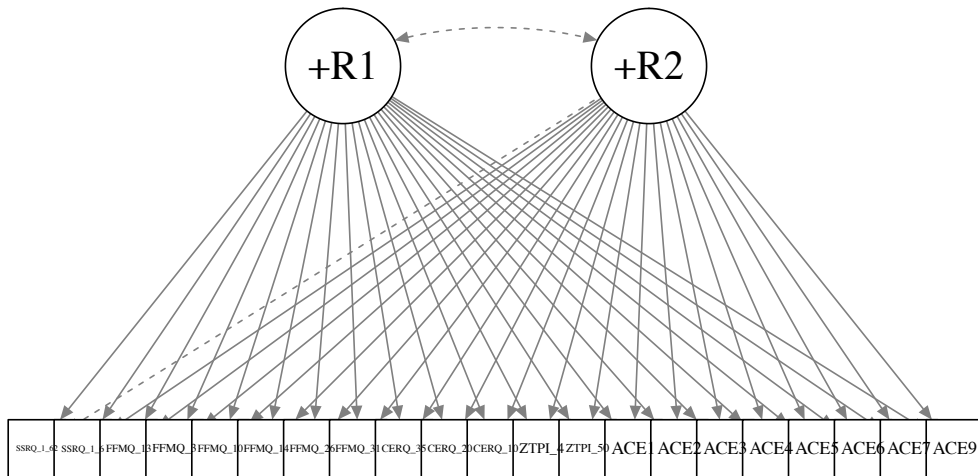 +R1 +R2
SSRQ_1_62 SSRQ_1_6 FFMQ_13 FFMQ_3 FFMQ_10 FFMQ_14 FFMQ_26 FFMQ_31 CERQ_35 CERQ_20 CERQ_10 ZTPI_4 ZTPI_50 ACE1 ACE2 ACE3 ACE4 ACE5 ACE6 ACE7 ACE9